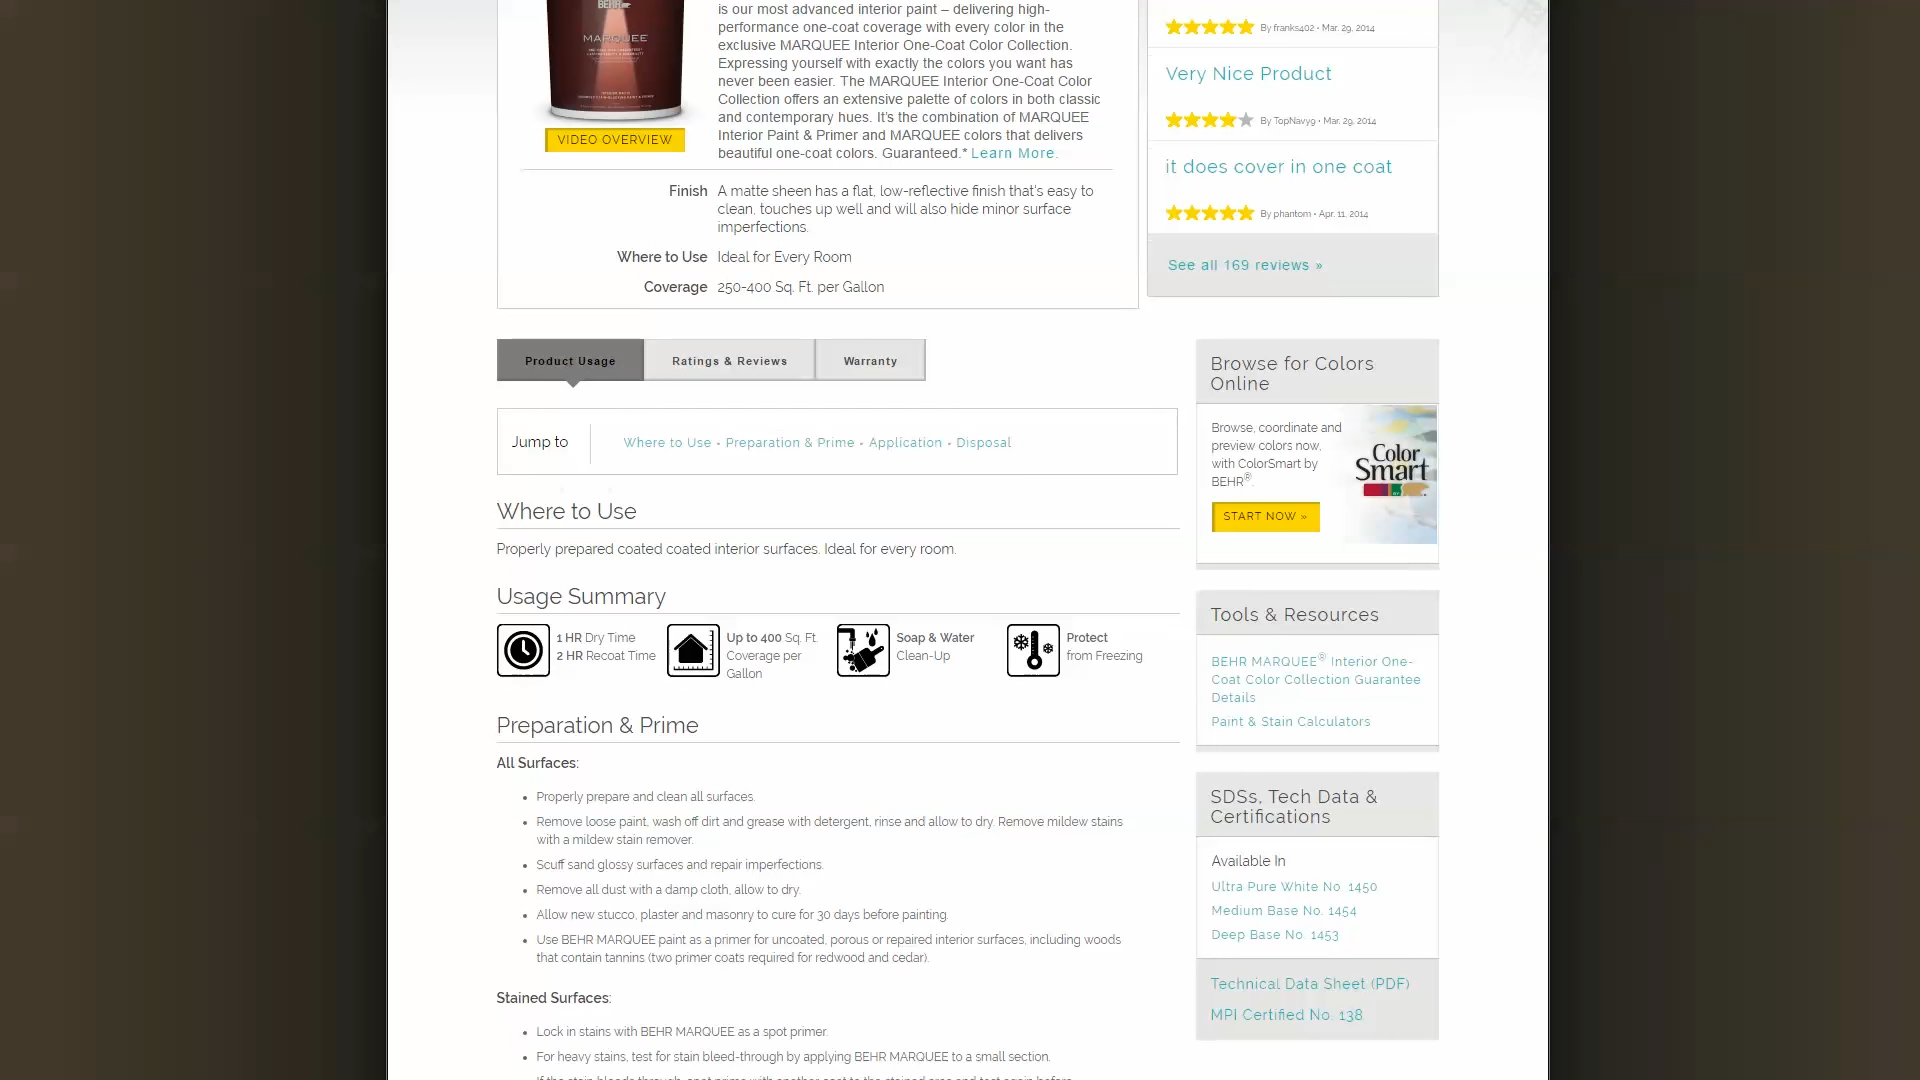 BEHR
MARQUEE
VIDEO OVERVIEW
is our most advanced interior paint – delivering high-
performance one-coat coverage with every color in the
exclusive MARQUEE Interior One-Coat Color Collection.
Expressing yourself with exactly the colors you want has
never been easier. The MARQUEE Interior One-Coat Color
Collection offers an extensive palette of colors in both classic
and contemporary hues. It's the combination of MARQUEE
Interior Paint & Primer and MARQUEE colors that delivers
beautiful one-coat colors. Guaranteed.* Learn More.
Finish A matte sheen has a flat, low-reflective finish that's easy to
clean, touches up well and will also hide minor surface
imperfections.
Where to Use Ideal for Every Room
Coverage 250-400 Sq. Ft. per Gallon
By franks402 • Mar. 29, 2014
Very Nice Product
By TopNavy9 • Mar. 29, 2014
it does cover in one coat
By phantom • Apr. 11, 2014
See all 169 reviews »
Product Usage
Ratings & Reviews
Warranty
Jump to
Where to Use • Preparation & Prime • Application • Disposal
Where to Use
Properly prepared coated coated interior surfaces. Ideal for every room.
Usage Summary
1 HR Dry Time
2 HR Recoat Time
Up to 400 Sq. Ft.
Coverage per
Gallon
Soap & Water
Clean-Up
Protect
from Freezing
Preparation & Prime
All Surfaces:
• Properly prepare and clean all surfaces.
• Remove loose paint, wash off dirt and grease with detergent, rinse and allow to dry. Remove mildew stains
with a mildew stain remover.
• Scuff sand glossy surfaces and repair imperfections.
• Remove all dust with a damp cloth, allow to dry.
• Allow new stucco, plaster and masonry to cure for 30 days before painting.
• Use BEHR MARQUEE paint as a primer for uncoated, porous or repaired interior surfaces, including woods
that contain tannins (two primer coats required for redwood and cedar).
Stained Surfaces:
• Lock in stains with BEHR MARQUEE as a spot primer.
• For heavy stains, test for stain bleed-through by applying BEHR MARQUEE to a small section.
Browse for Colors
Online
Browse, coordinate and
preview colors now,
with ColorSmart by
BEHR®.
START NOW »
Color
Smart
BY
Tools & Resources
BEHR MARQUEE® Interior One-
Coat Color Collection Guarantee
Details
Paint & Stain Calculators
SDSs, Tech Data &
Certifications
Available In
Ultra Pure White No. 1450
Medium Base No. 1454
Deep Base No. 1453
Technical Data Sheet (PDF)
MPI Certified No. 138